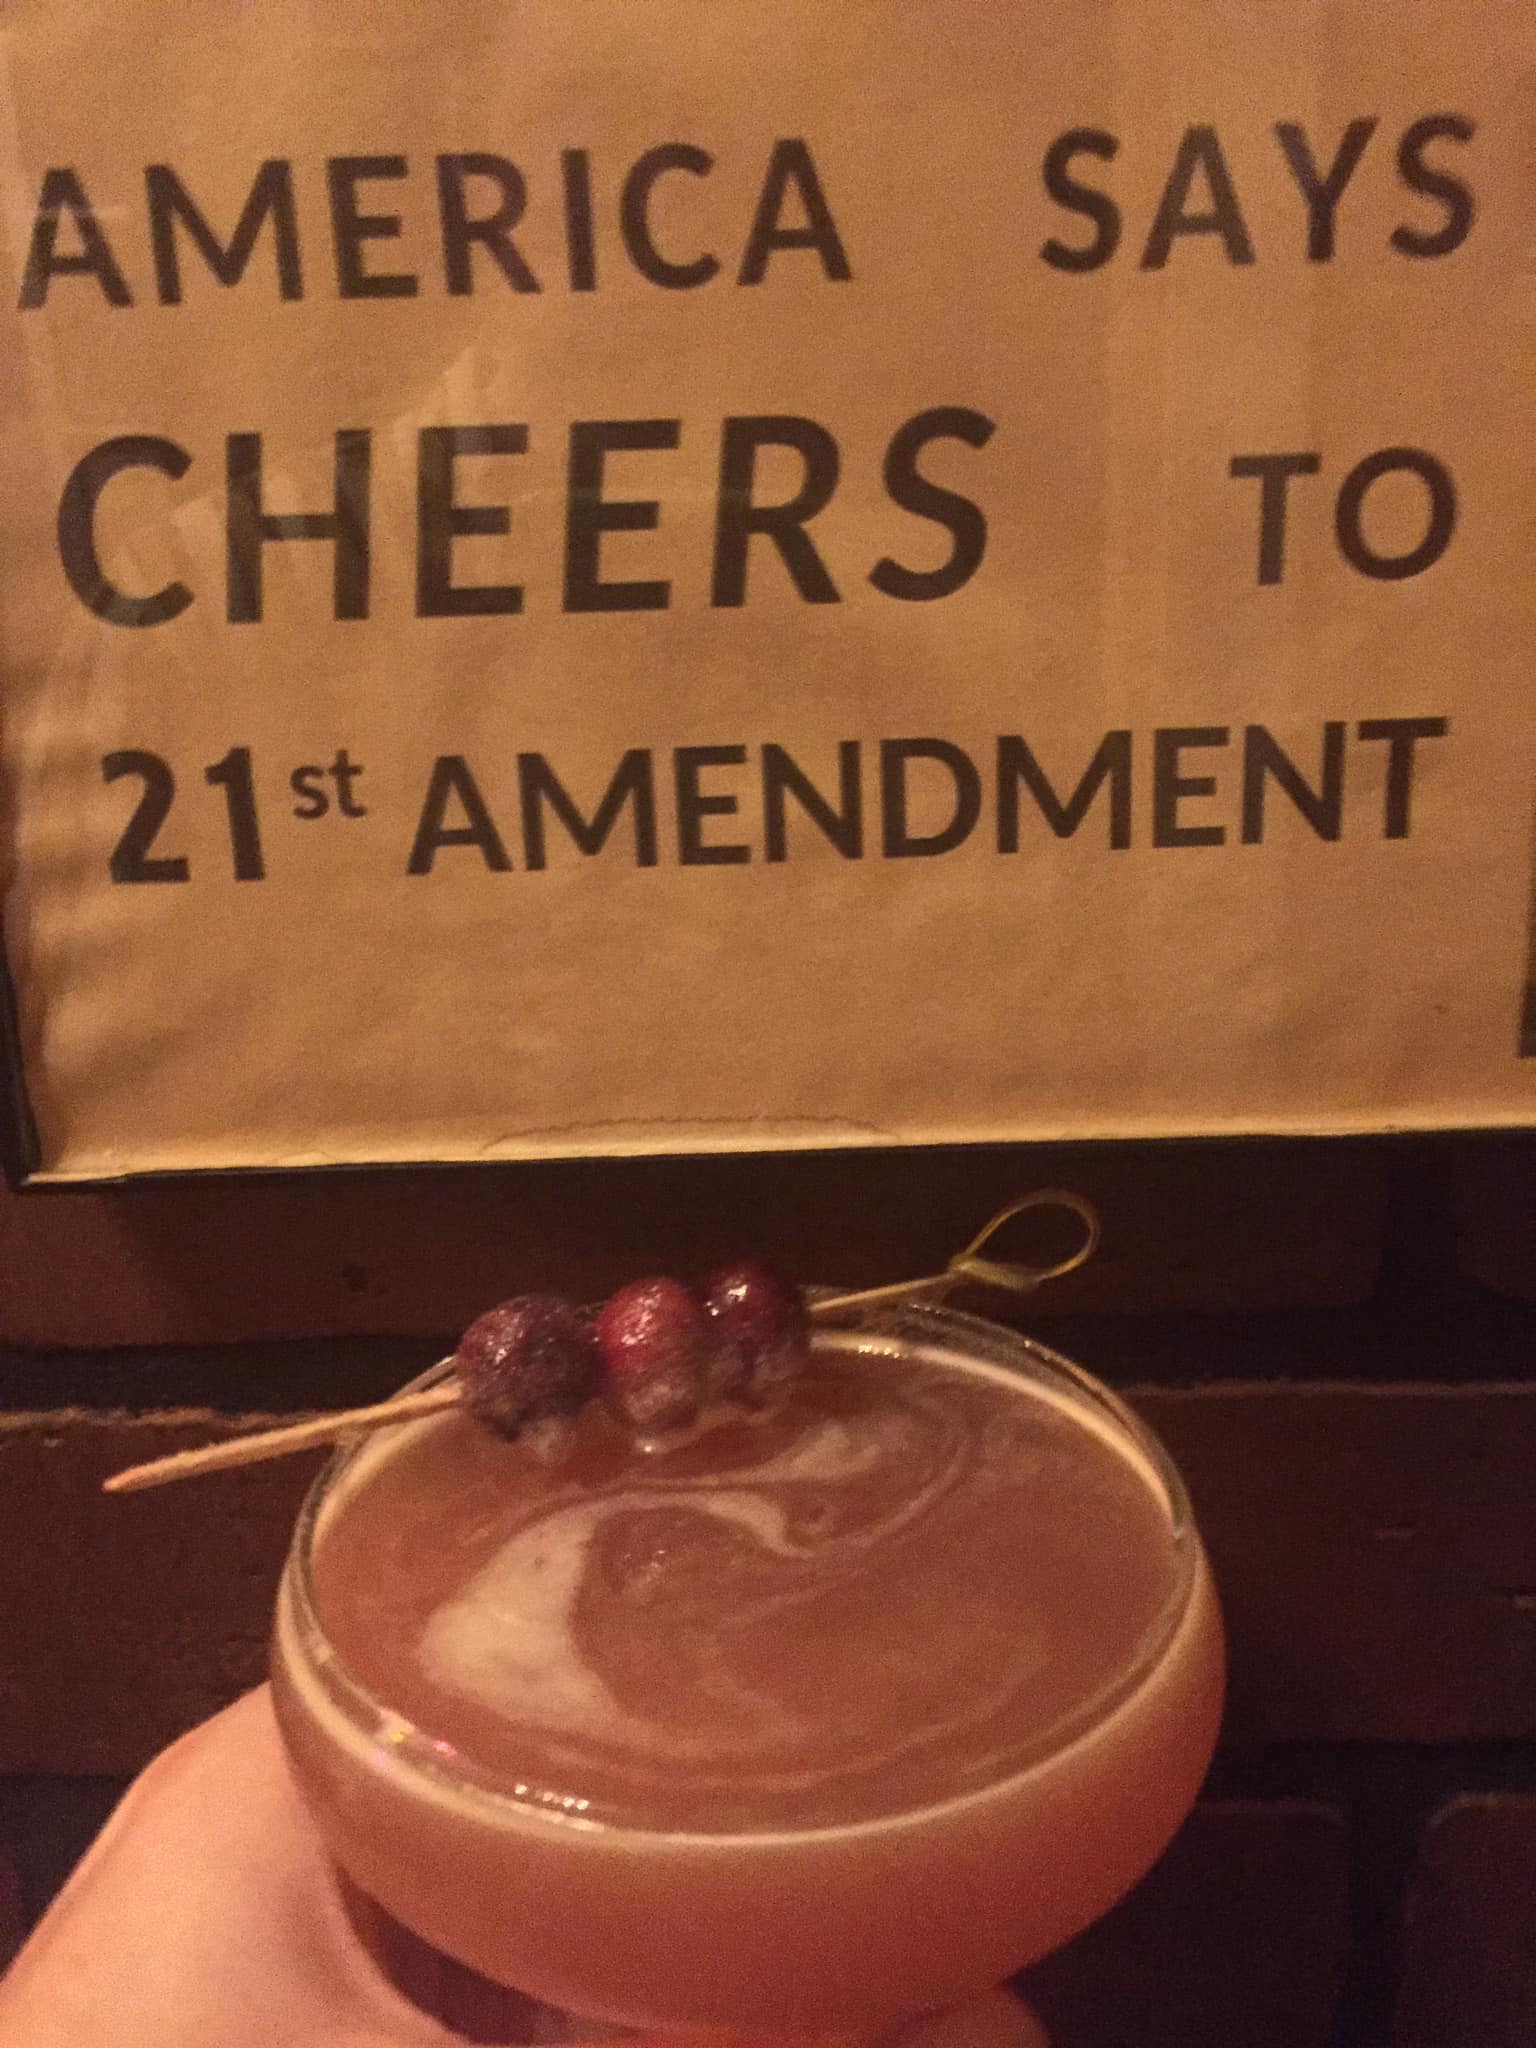 AMERICA SAYS
CHEERS TO
21st AMENDMENT